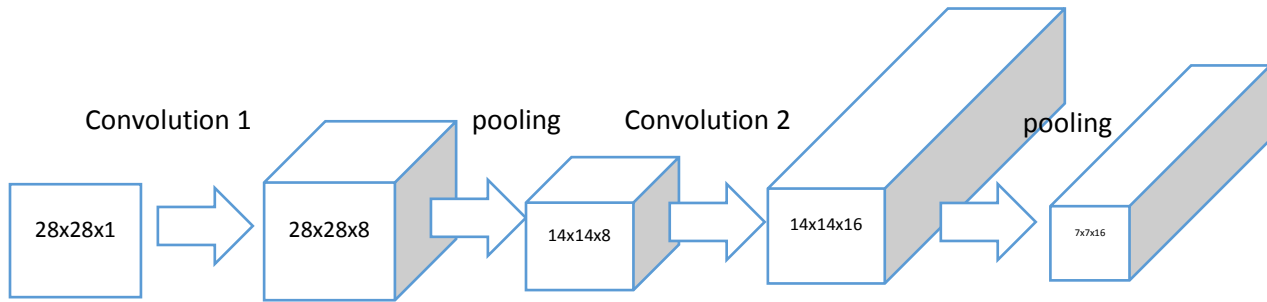 Convolution 1
pooling
Convolution 2
pooling
28x28x1
28x28x8
14x14x8
14x14x16
7x7x16